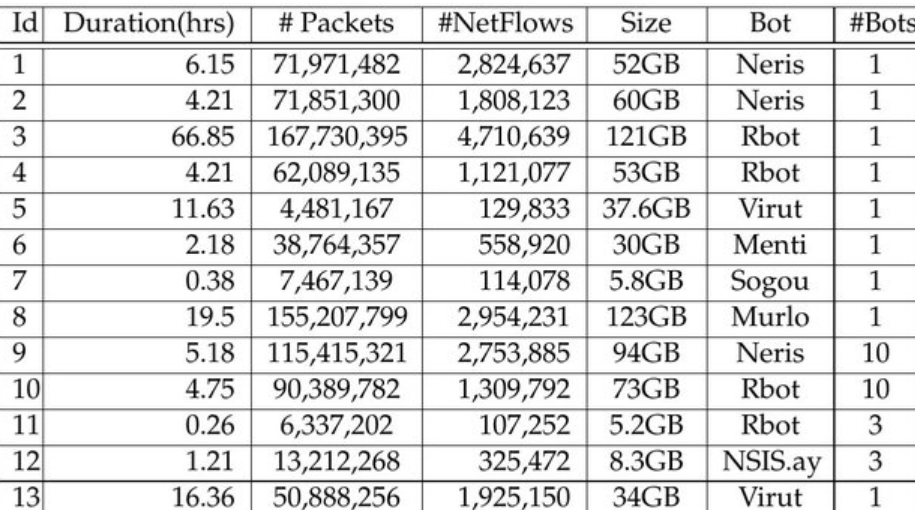 Id Duration(hrs) # Packets #NetFlows Size Bot #Bots
1 6.15 71,971,482 2,824,637 52GB Neris 1
2 4.21 71,851,300 1,808,123 60GB Neris 1
3 66.85 167,730,395 4,710,639 121GB Rbot 1
4 4.21 62,089,135 1,121,077 53GB Rbot 1
5 11.63 4,481,167 129,833 37.6GB Virut 1
6 2.18 38,764,357 558,920 30GB Menti 1
7 0.38 7,467,139 114,078 5.8GB Sogou 1
8 19.5 155,207,799 2,954,231 123GB Murlo 1
9 5.18 115,415,321 2,753,885 94GB Neris 10
10 4.75 90,389,782 1,309,792 73GB Rbot 10
11 0.26 6,337,202 107,252 5.2GB Rbot 3
12 1.21 13,212,268 325,472 8.3GB NSIS.ay 3
13 16.36 50,888,256 1,925,150 34GB Virut 1